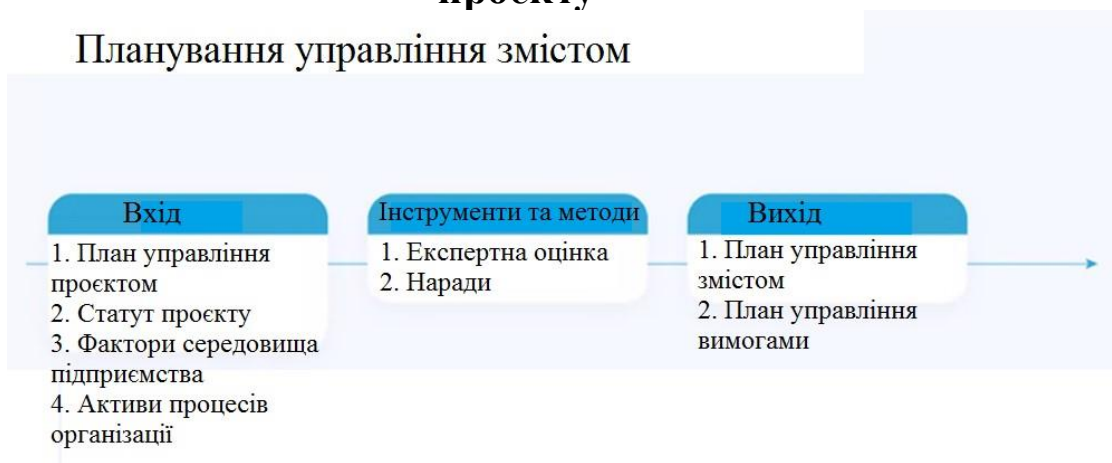 проєкту
Планування управління змістом
Вхід
1. План управління
проєктом
2. Статут проєкту
3. Фактори середовища
підприємства
4. Активи процесів
організації
Інструменти та методи
1. Експертна оцінка
2. Наради
Вихід
1. План управління
змістом
2. План управління
вимогами